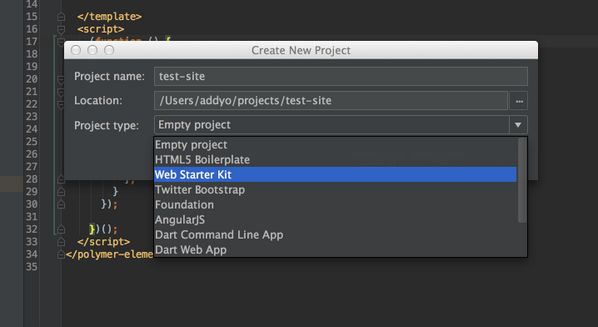 14
15 </template>
16 <script>
17 (function () {
18 Create New Project
19
Project name: test-site
20
21 Location: /Users/addyo/projects/test-site ...
22
23 Project type: Empty project
24
Empty project
25 HTML5 Boilerplate
26
27 Web Starter Kit
28 };
29 } Twitter Bootstrap
30 }); Foundation
31 AngularJS
32 })(); Dart Command Line App
33 </script>
34 </polymer-eleme Dart Web App
35